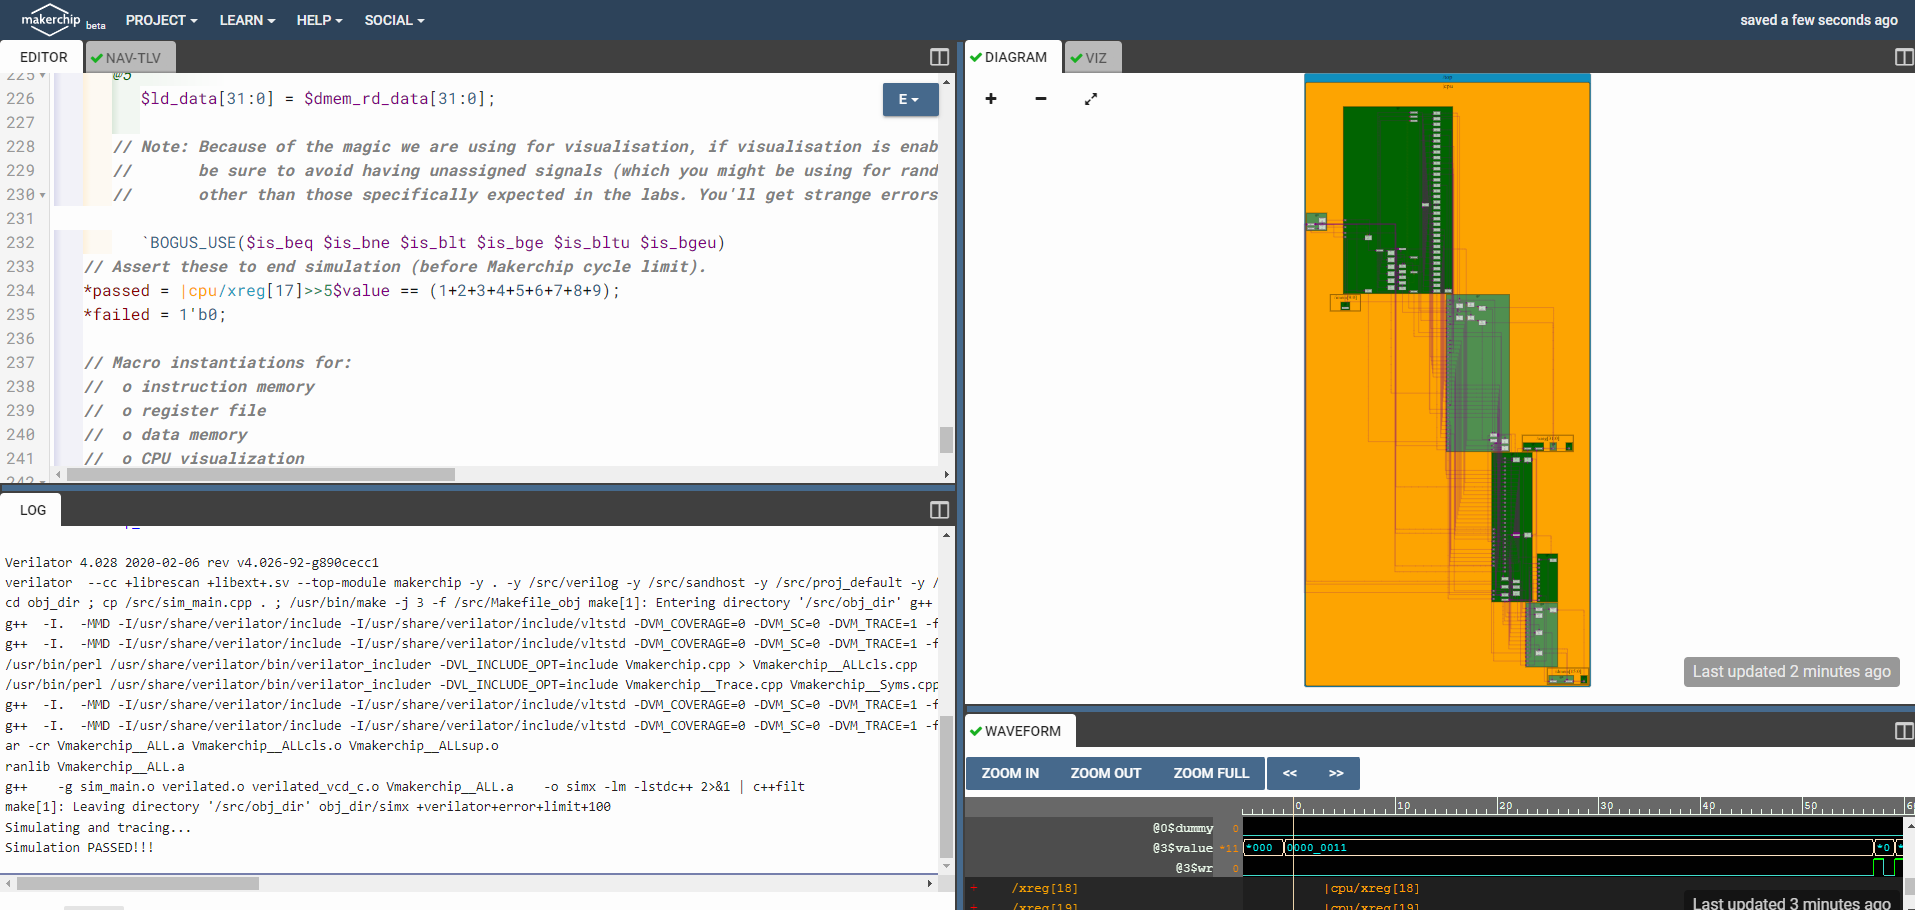 makerchip beta PROJECT LEARN HELP SOCIAL saved a few seconds ago
EDITOR NAV-TLV
225 @5
226 $ld_data[31:0] = $dmem_rd_data[31:0];
E
227
228 // Note: Because of the magic we are using for visualisation, if visualisation is enab
229 // be sure to avoid having unassigned signals (which you might be using for rand
230 // other than those specifically expected in the labs. You'll get strange errors
231
232 `BOGUS_USE($is_beq $is_bne $is_blt $is_bge $is_bltu $is_bgeu)
233 // Assert these to end simulation (before Makerchip cycle limit).
234 *passed = |cpu/xreg[17]>>5$value == (1+2+3+4+5+6+7+8+9);
235 *failed = 1'b0;
236
237 // Macro instantiations for:
238 // o instruction memory
239 // o register file
240 // o data memory
241 // o CPU visualization
242
LOG
Verilator 4.028 2020-02-06 rev v4.026-92-g890cecc1
verilator --cc +librescan +libext+.sv --top-module makerchip -y . -y /src/verilog -y /src/sandhost -y /src/proj_default -y /
cd obj_dir ; cp /src/sim_main.cpp . ; /usr/bin/make -j 3 -f /src/Makefile_obj make[1]: Entering directory '/src/obj_dir' g++
g++ -I. -MMD -I/usr/share/verilator/include -I/usr/share/verilator/include/vltstd -DVM_COVERAGE=0 -DVM_SC=0 -DVM_TRACE=1 -f
g++ -I. -MMD -I/usr/share/verilator/include -I/usr/share/verilator/include/vltstd -DVM_COVERAGE=0 -DVM_SC=0 -DVM_TRACE=1 -f
/usr/bin/perl /usr/share/verilator/bin/verilator_includer -DVL_INCLUDE_OPT=include Vmakerchip.cpp > Vmakerchip__ALLcls.cpp
/usr/bin/perl /usr/share/verilator/bin/verilator_includer -DVL_INCLUDE_OPT=include Vmakerchip__Trace.cpp Vmakerchip__Syms.cpp
g++ -I. -MMD -I/usr/share/verilator/include -I/usr/share/verilator/include/vltstd -DVM_COVERAGE=0 -DVM_SC=0 -DVM_TRACE=1 -f
g++ -I. -MMD -I/usr/share/verilator/include -I/usr/share/verilator/include/vltstd -DVM_COVERAGE=0 -DVM_SC=0 -DVM_TRACE=1 -f
ar -cr Vmakerchip__ALL.a Vmakerchip__ALLcls.o Vmakerchip__ALLsup.o
ranlib Vmakerchip__ALL.a
g++ -g sim_main.o verilated.o verilated_vcd_c.o Vmakerchip__ALL.a -o simx -lm -lstdc++ 2>&1 | c++filt
make[1]: Leaving directory '/src/obj_dir' obj_dir/simx +verilator+error+limit+100
Simulating and tracing...
Simulation PASSED!!!
DIAGRAM VIZ
Last updated 2 minutes ago
WAVEFORM
ZOOM IN ZOOM OUT ZOOM FULL << >>
0 10 20 30 40 50 6
@0$dummy 0
@3$value *11 *000 0000_0011 *0 *
@3$wr 0
+ /xreg[18] |cpu/xreg[18]
+ /xreg[19] |cpu/xreg[19]
Last updated 3 minutes ago